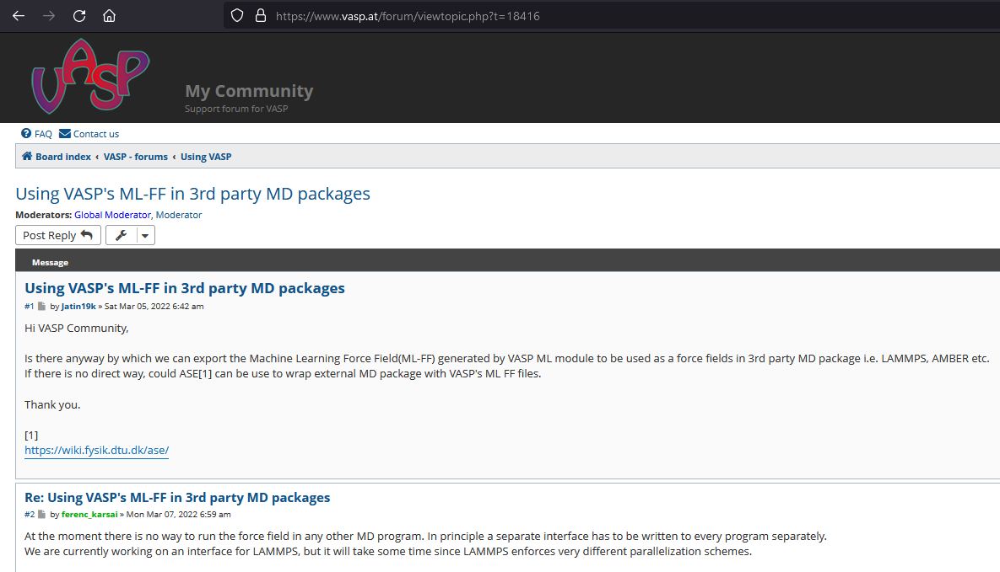 https://www.vasp.at/forum/viewtopic.php?t=18416
VASP
My Community
Support forum for VASP
FAQ Contact us
Board index ‹ VASP - forums ‹ Using VASP
Using VASP's ML-FF in 3rd party MD packages
Moderators: Global Moderator, Moderator
Post Reply
Message
Using VASP's ML-FF in 3rd party MD packages
#1 by Jatin19k » Sat Mar 05, 2022 6:42 am
Hi VASP Community,
Is there anyway by which we can export the Machine Learning Force Field(ML-FF) generated by VASP ML module to be used as a force fields in 3rd party MD package i.e. LAMMPS, AMBER etc.
If there is no direct way, could ASE[1] can be use to wrap external MD package with VASP's ML FF files.
Thank you.
[1]
https://wiki.fysik.dtu.dk/ase/
Re: Using VASP's ML-FF in 3rd party MD packages
#2 by ferenc_karsai » Mon Mar 07, 2022 6:59 am
At the moment there is no way to run the force field in any other MD program. In principle a separate interface has to be written to every program separately.
We are currently working on an interface for LAMMPS, but it will take some time since LAMMPS enforces very different parallelization schemes.